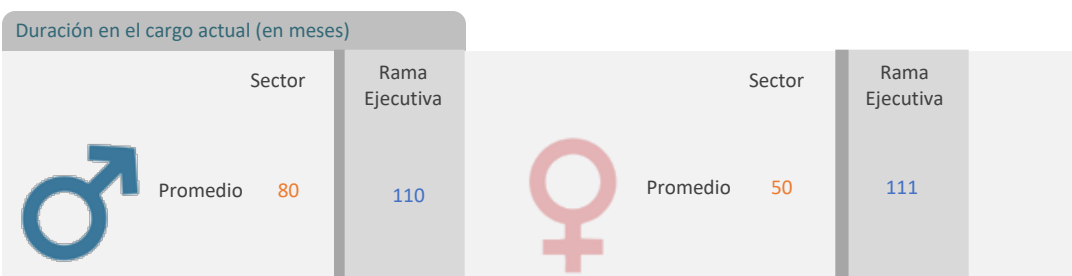 Duración en el cargo actual (en meses)
Sector
Rama
Ejecutiva
Promedio 80
110
Sector
Rama
Ejecutiva
Promedio 50
111